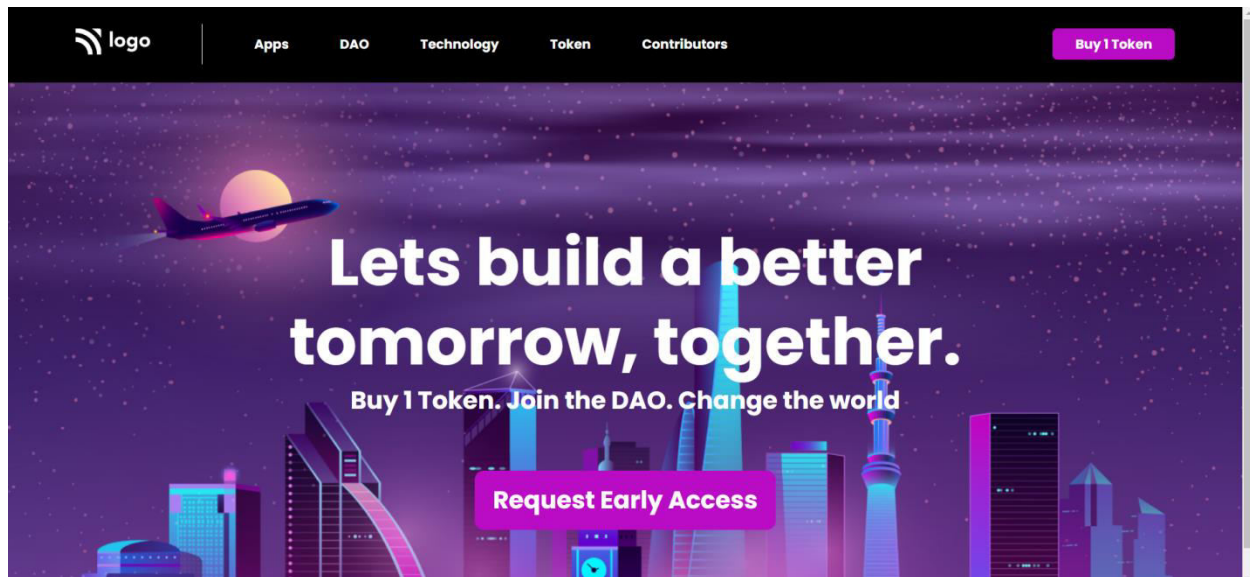 logo
Apps DAO Technology Token Contributors
Buy 1 Token
Lets build a better
tomorrow, together.
Buy 1 Token. Join the DAO. Change the world
Request Early Access